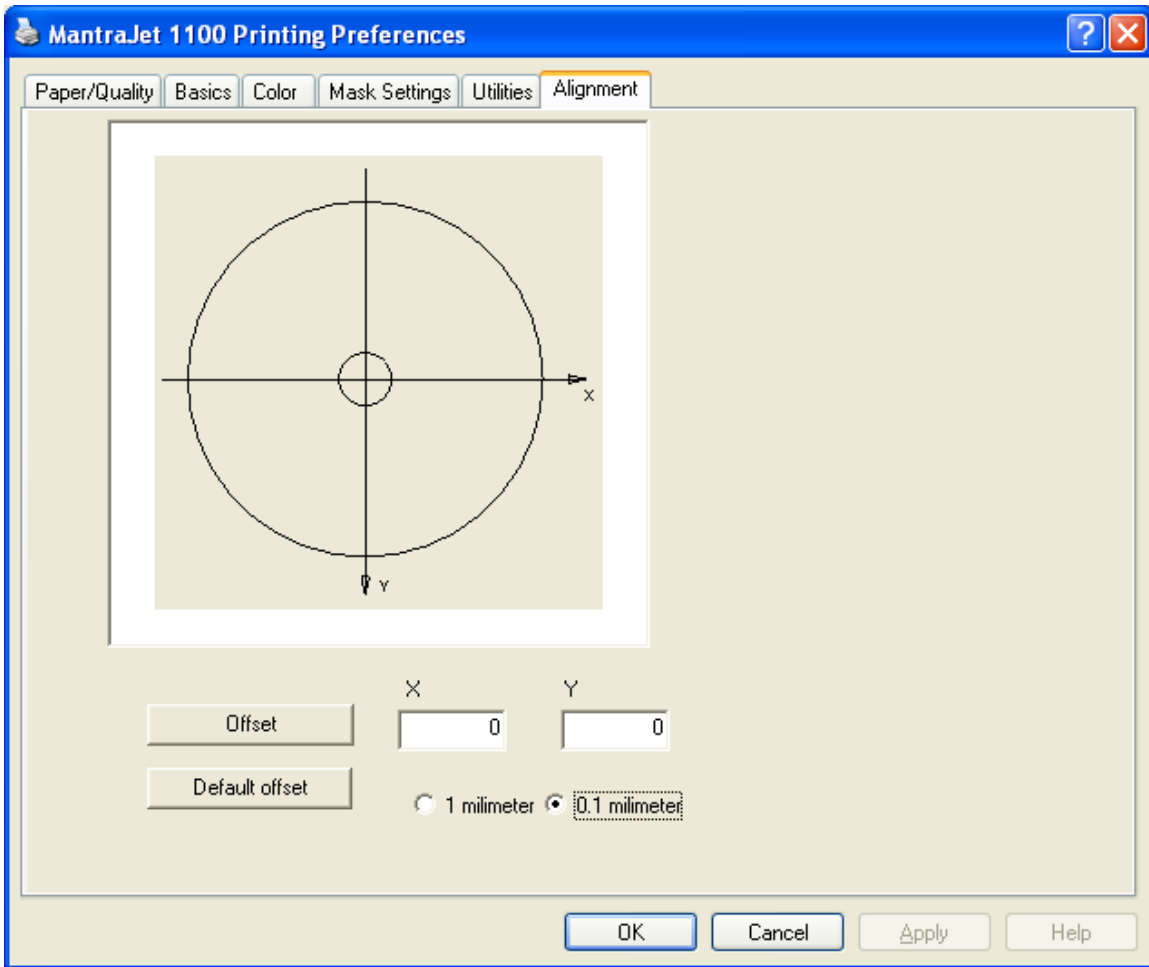 MantraJet 1100 Printing Preferences
Paper/Quality Basics Color Mask Settings Utilities Alignment
X
Y
X Y
Offset 0 0
Default offset
1 milimeter 0.1 milimeter
OK Cancel Apply Help